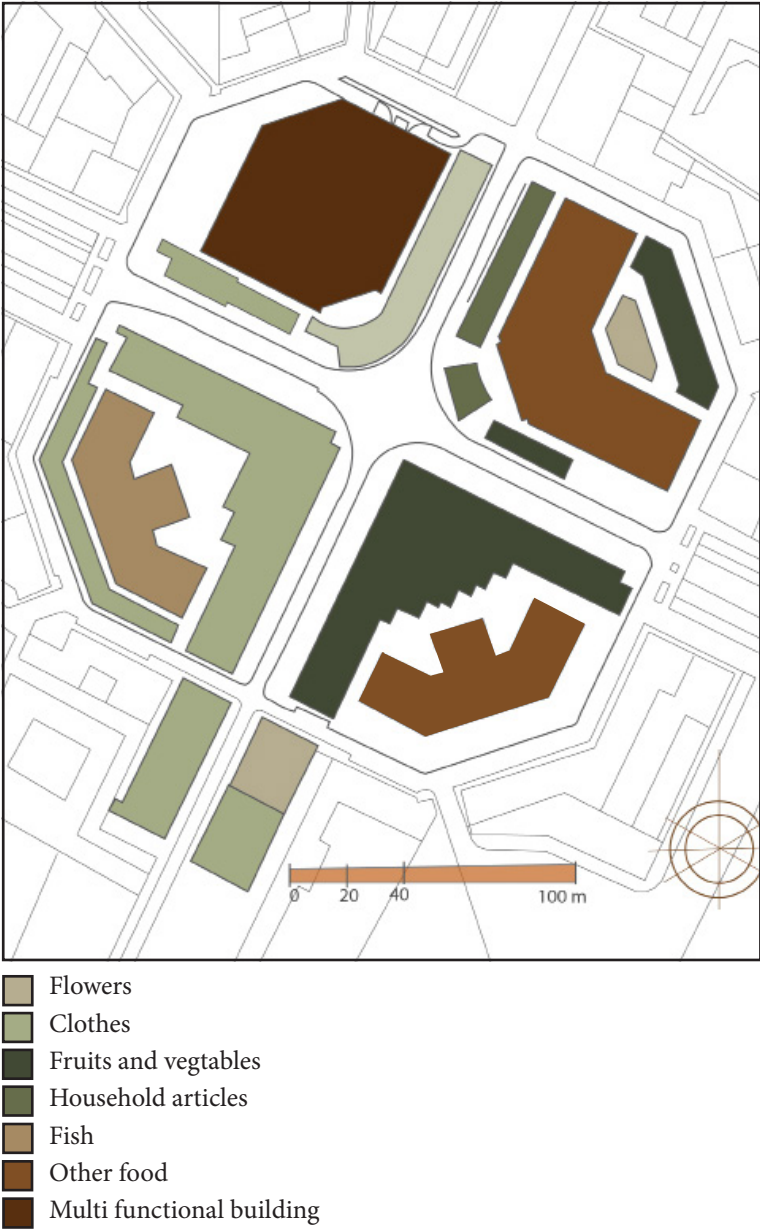 0 20 40 100 m
Flowers
Clothes
Fruits and vegtables
Household articles
Fish
Other food
Multi functional building